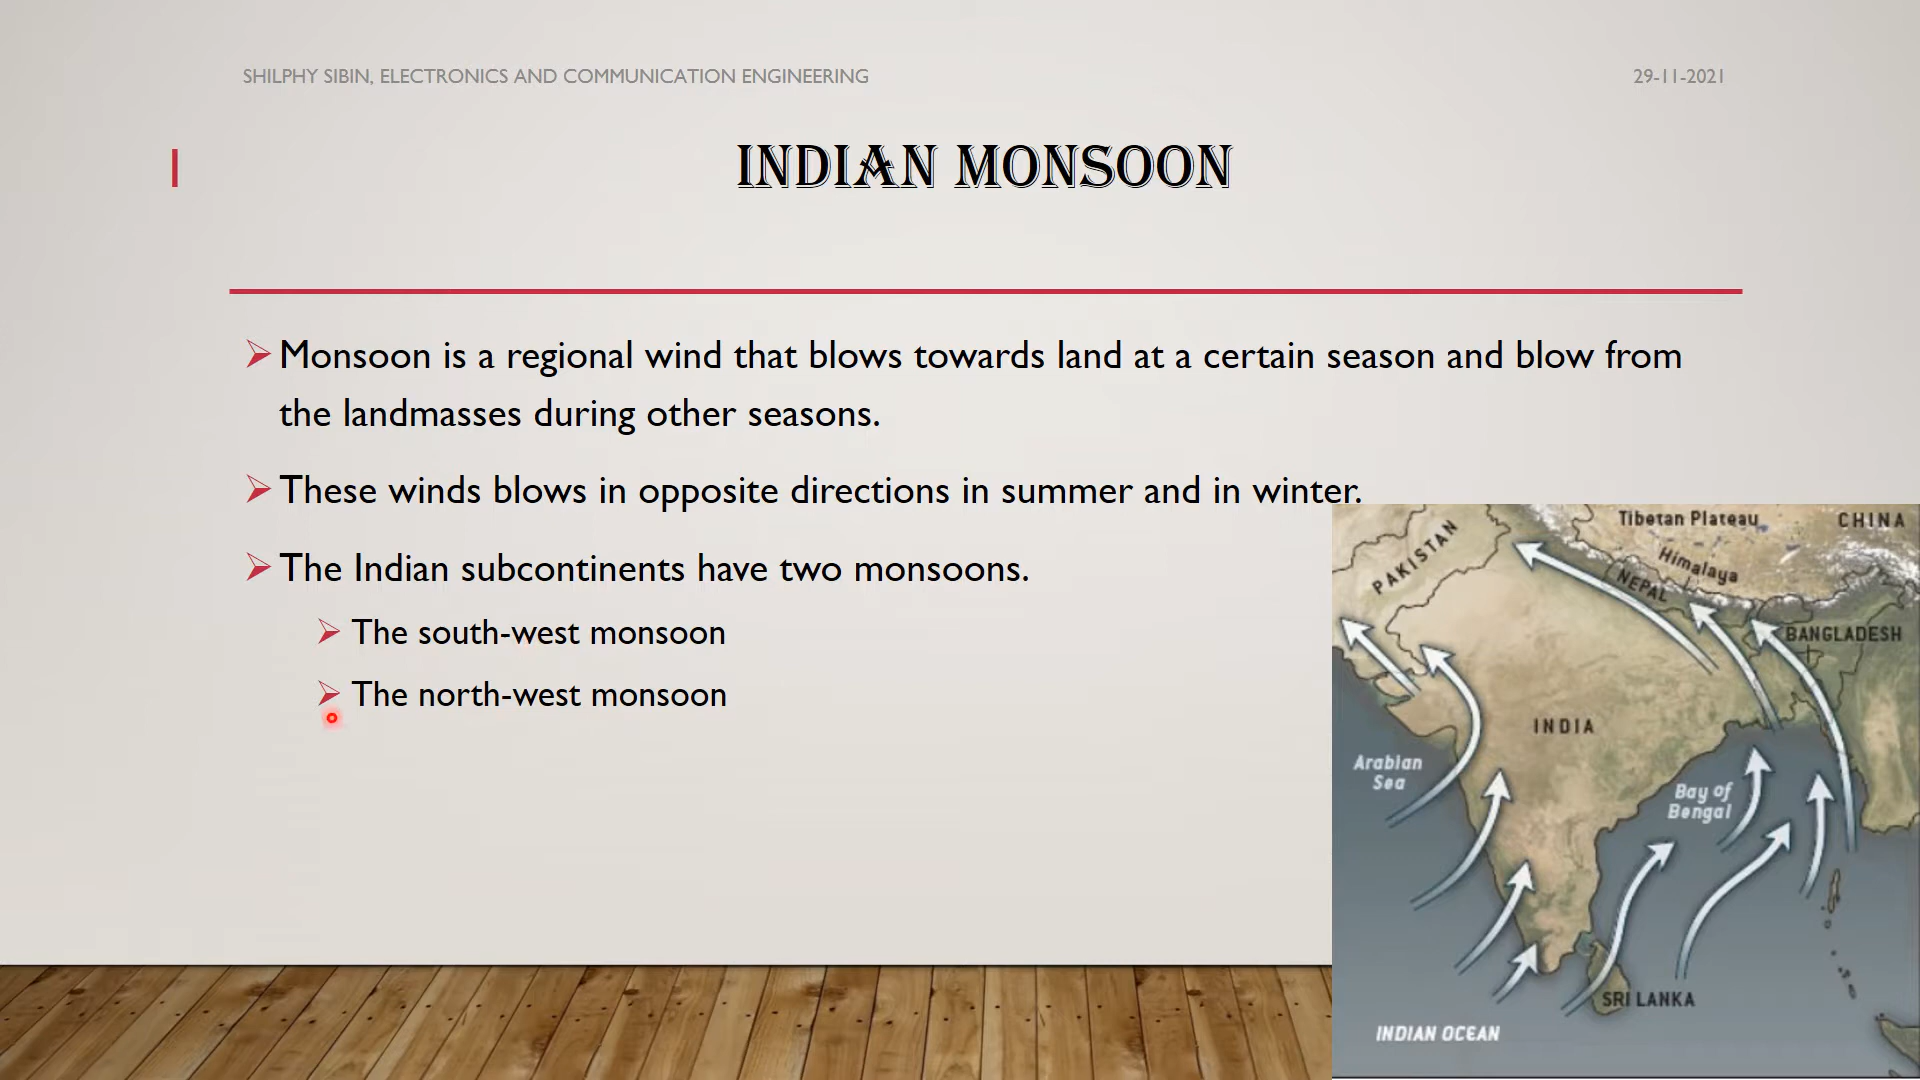 SHILPHY SIBIN, ELECTRONICS AND COMMUNICATION ENGINEERING
29-11-2021
INDIAN MONSOON
Monsoon is a regional wind that blows towards land at a certain season and blow from
the landmasses during other seasons.
These winds blows in opposite directions in summer and in winter.
The Indian subcontinents have two monsoons.
The south-west monsoon
The north-west monsoon
Tibetan Plateau
CHINA
PAKISTAN
Himalaya
NEPAL
BANGLADESH
INDIA
Arabian
Sea
Bay of
Bengal
SRI LANKA
INDIAN OCEAN